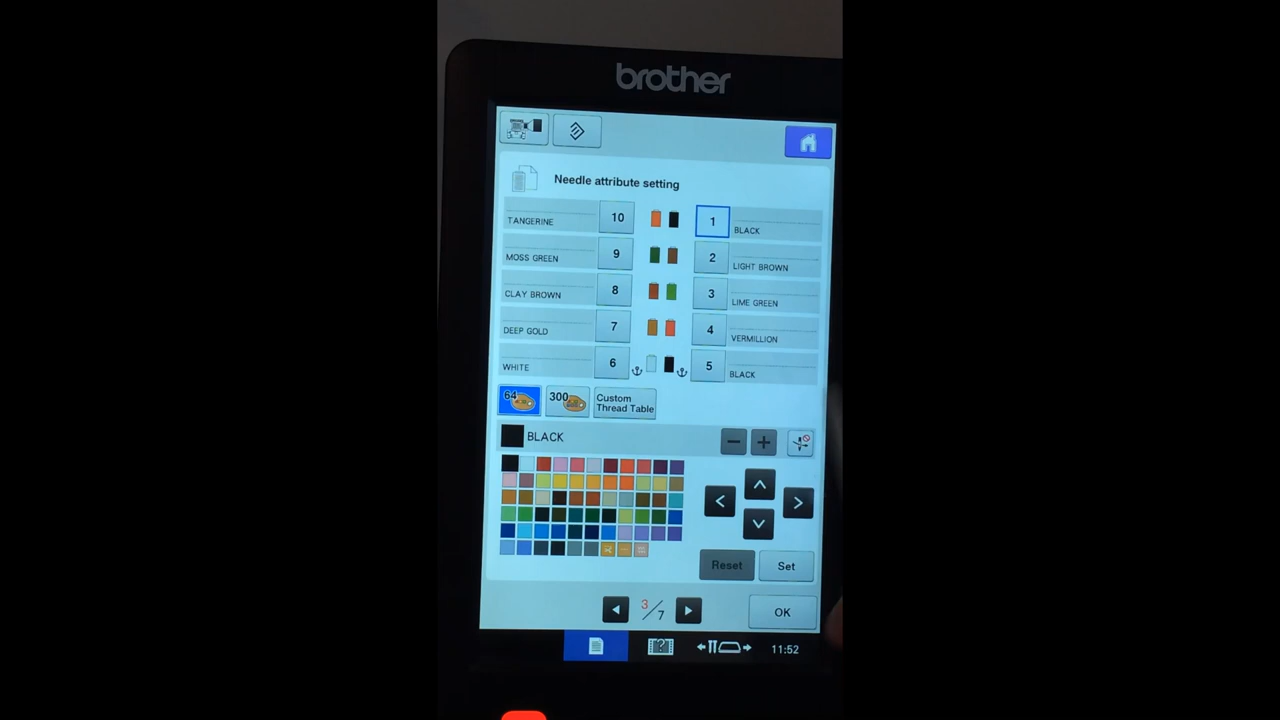 brother
Needle attribute setting
TANGERINE 10 1 BLACK
MOSS GREEN 9 2 LIGHT BROWN
CLAY BROWN 8 3 LIME GREEN
DEEP GOLD 7 4 VERMILLION
WHITE 6 5 BLACK
64 300 Custom
Thread Table
BLACK
Reset Set
3/7 OK
11:52